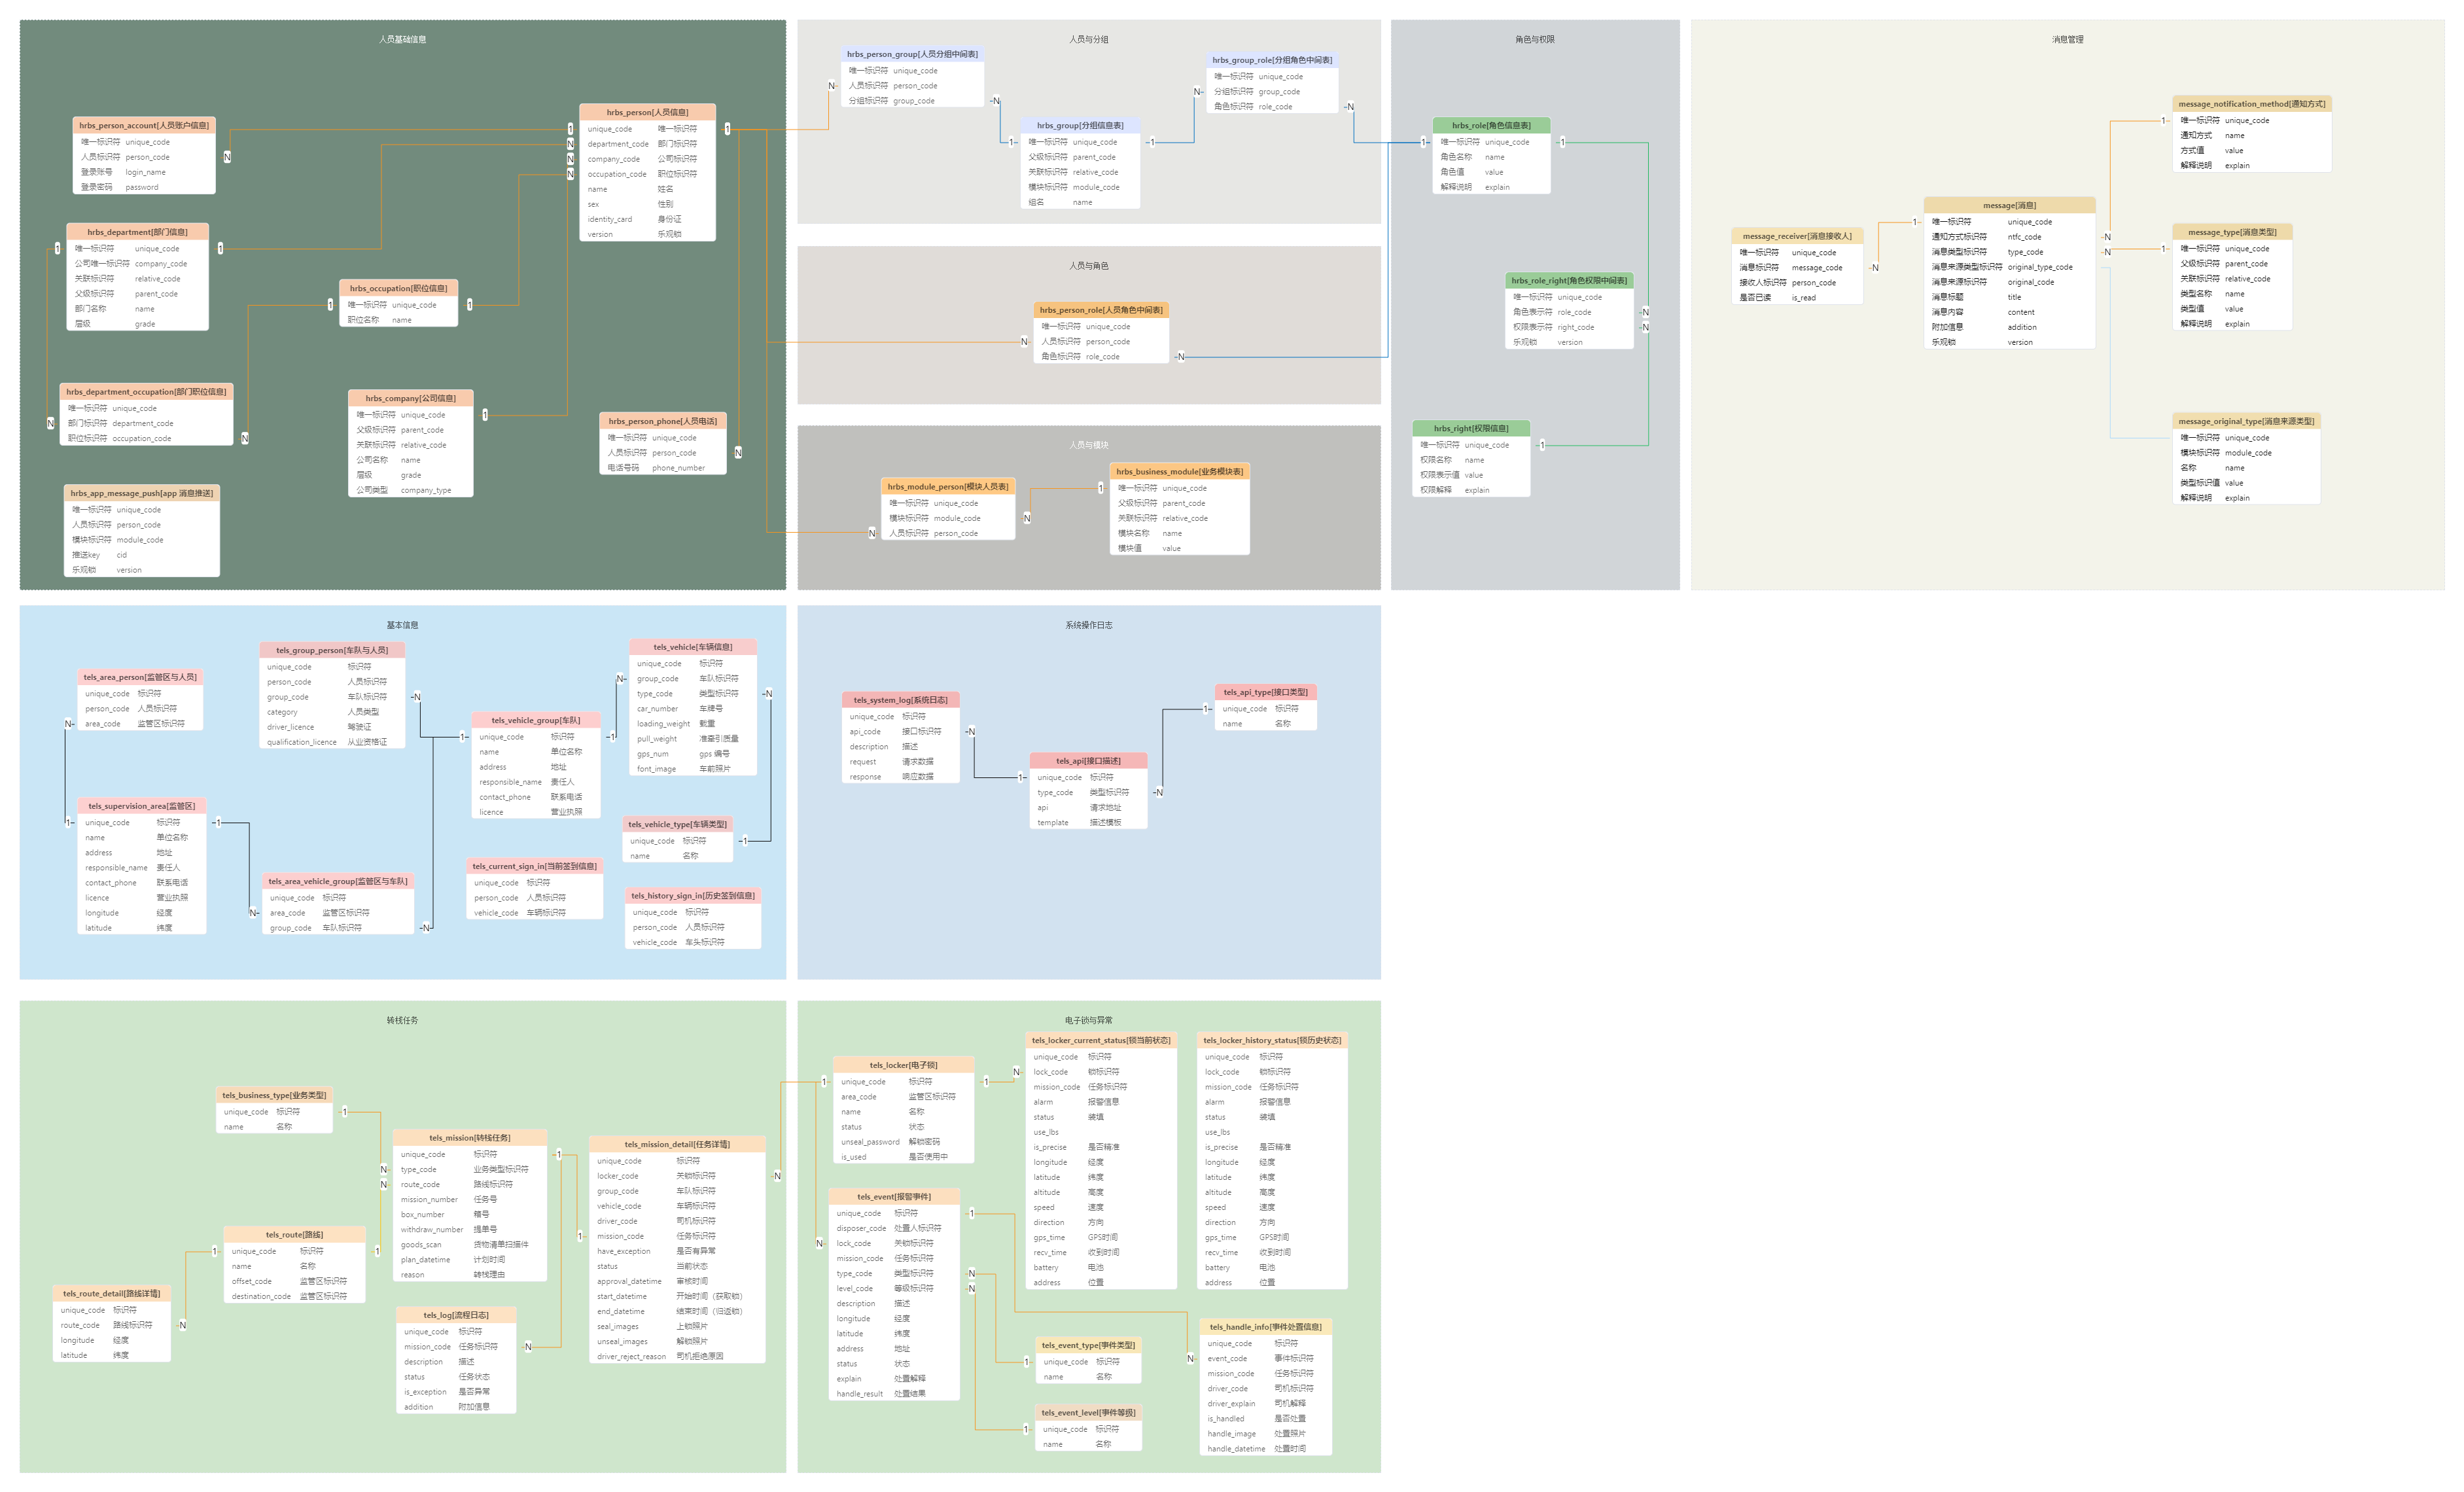 人员基础信息
hrbs_person_account[人员账户信息]
唯一标识符 unique_code
人员标识符 person_code
登录账号 login_name
登录密码 password
hrbs_person[人员信息]
unique_code 唯一标识符
department_code 部门标识符
company_code 公司标识符
occupation_code 职位标识符
name 姓名
sex 性别
identity_card 身份证
version 乐观锁
hrbs_department[部门信息]
唯一标识符 unique_code
公司唯一标识符 company_code
关联标识符 relative_code
父级标识符 parent_code
部门名称 name
层级 grade
hrbs_occupation[职位信息]
唯一标识符 unique_code
职位名称 name
hrbs_department_occupation[部门职位信息]
唯一标识符 unique_code
部门标识符 department_code
职位标识符 occupation_code
hrbs_company[公司信息]
唯一标识符 unique_code
父级标识符 parent_code
关联标识符 relative_code
公司名称 name
层级 grade
公司类型 company_type
hrbs_person_phone[人员电话]
唯一标识符 unique_code
人员标识符 person_code
电话号码 phone_number
hrbs_app_message_push[app 消息推送]
唯一标识符 unique_code
人员标识符 person_code
模块标识符 module_code
推送key cid
乐观锁 version
人员与分组
hrbs_person_group[人员分组中间表]
唯一标识符 unique_code
人员标识符 person_code
分组标识符 group_code
hrbs_group_role[分组角色中间表]
唯一标识符 unique_code
分组标识符 group_code
角色标识符 role_code
hrbs_group[分组信息表]
唯一标识符 unique_code
父级标识符 parent_code
关联标识符 relative_code
模块标识符 module_code
组名 name
人员与角色
hrbs_person_role[人员角色中间表]
唯一标识符 unique_code
人员标识符 person_code
角色标识符 role_code
人员与模块
hrbs_module_person[模块人员表]
唯一标识符 unique_code
模块标识符 module_code
人员标识符 person_code
hrbs_business_module[业务模块表]
唯一标识符 unique_code
父级标识符 parent_code
关联标识符 relative_code
模块名称 name
模块值 value
角色与权限
hrbs_role[角色信息表]
唯一标识符 unique_code
角色名称 name
角色值 value
解释说明 explain
hrbs_role_right[角色权限中间表]
唯一标识符 unique_code
角色表示符 role_code
权限表示符 right_code
乐观锁 version
hrbs_right[权限信息]
唯一标识符 unique_code
权限名称 name
权限表示值 value
权限解释 explain
消息管理
message_notification_method[通知方式]
唯一标识符 unique_code
通知方式 name
方式值 value
解释说明 explain
message[消息]
唯一标识符 unique_code
通知方式标识符 ntfc_code
消息类型标识符 type_code
消息来源类型标识符 original_type_code
消息来源标识符 original_code
消息标题 title
消息内容 content
附加信息 addition
乐观锁 version
message_receiver[消息接收人]
唯一标识符 unique_code
消息标识符 message_code
接收人标识符 person_code
是否已读 is_read
message_type[消息类型]
唯一标识符 unique_code
父级标识符 parent_code
关联标识符 relative_code
类型名称 name
类型值 value
解释说明 explain
message_original_type[消息来源类型]
唯一标识符 unique_code
模块标识符 module_code
名称 name
类型标识值 value
解释说明 explain
基本信息
tels_area_person[监管区与人员]
unique_code 标识符
person_code 人员标识符
area_code 监管区标识符
tels_group_person[车队与人员]
unique_code 标识符
person_code 人员标识符
group_code 车队标识符
category 人员类型
driver_licence 驾驶证
qualification_licence 从业资格证
tels_vehicle[车辆信息]
unique_code 标识符
group_code 车队标识符
type_code 类型标识符
car_number 车牌号
loading_weight 载重
pull_weight 准牵引质量
gps_num gps 编号
font_image 车前照片
tels_vehicle_group[车队]
unique_code 标识符
name 单位名称
address 地址
responsible_name 责任人
contact_phone 联系电话
licence 营业执照
tels_supervision_area[监管区]
unique_code 标识符
name 单位名称
address 地址
responsible_name 责任人
contact_phone 联系电话
licence 营业执照
longitude 经度
latitude 纬度
tels_vehicle_type[车辆类型]
unique_code 标识符
name 名称
tels_area_vehicle_group[监管区与车队]
unique_code 标识符
area_code 监管区标识符
group_code 车队标识符
tels_current_sign_in[当前签到信息]
unique_code 标识符
person_code 人员标识符
vehicle_code 车辆标识符
tels_history_sign_in[历史签到信息]
unique_code 标识符
person_code 人员标识符
vehicle_code 车头标识符
系统操作日志
tels_system_log[系统日志]
unique_code 标识符
api_code 接口标识符
description 描述
request 请求数据
response 响应数据
tels_api_type[接口类型]
unique_code 标识符
name 名称
tels_api[接口描述]
unique_code 标识符
type_code 类型标识符
api 请求地址
template 描述模板
转栈任务
tels_business_type[业务类型]
unique_code 标识符
name 名称
tels_mission[转栈任务]
unique_code 标识符
type_code 业务类型标识符
route_code 路线标识符
mission_number 任务号
box_number 箱号
withdraw_number 提单号
goods_scan 货物清单扫描件
plan_datetime 计划时间
reason 转栈理由
tels_mission_detail[任务详情]
unique_code 标识符
locker_code 关锁标识符
group_code 车队标识符
vehicle_code 车辆标识符
driver_code 司机标识符
mission_code 任务标识符
have_exception 是否有异常
status 当前状态
approval_datetime 审核时间
start_datetime 开始时间（获取锁）
end_datetime 结束时间（归还锁）
seal_images 上锁照片
unseal_images 解锁照片
driver_reject_reason 司机拒绝原因
tels_route[路线]
unique_code 标识符
name 名称
offset_code 监管区标识符
destination_code 监管区标识符
tels_route_detail[路线详情]
unique_code 标识符
route_code 路线标识符
longitude 经度
latitude 纬度
tels_log[流程日志]
unique_code 标识符
mission_code 任务标识符
description 描述
status 任务状态
is_exception 是否异常
addition 附加信息
电子锁与异常
tels_locker[电子锁]
unique_code 标识符
area_code 监管区标识符
name 名称
status 状态
unseal_password 解锁密码
is_used 是否使用中
tels_locker_current_status[锁当前状态]
unique_code 标识符
lock_code 锁标识符
mission_code 任务标识符
alarm 报警信息
status 装填
use_lbs
is_precise 是否精准
longitude 经度
latitude 纬度
altitude 高度
speed 速度
direction 方向
gps_time GPS时间
recv_time 收到时间
battery 电池
address 位置
tels_locker_history_status[锁历史状态]
unique_code 标识符
lock_code 锁标识符
mission_code 任务标识符
alarm 报警信息
status 装填
use_lbs
is_precise 是否精准
longitude 经度
latitude 纬度
altitude 高度
speed 速度
direction 方向
gps_time GPS时间
recv_time 收到时间
battery 电池
address 位置
tels_event[报警事件]
unique_code 标识符
disposer_code 处置人标识符
lock_code 关锁标识符
mission_code 任务标识符
type_code 类型标识符
level_code 等级标识符
description 描述
longitude 经度
latitude 纬度
address 地址
status 状态
explain 处置解释
handle_result 处置结果
tels_event_type[事件类型]
unique_code 标识符
name 名称
tels_event_level[事件等级]
unique_code 标识符
name 名称
tels_handle_info[事件处置信息]
unique_code 标识符
event_code 事件标识符
mission_code 任务标识符
driver_code 司机标识符
driver_explain 司机解释
is_handled 是否处置
handle_image 处置照片
handle_datetime 处置时间